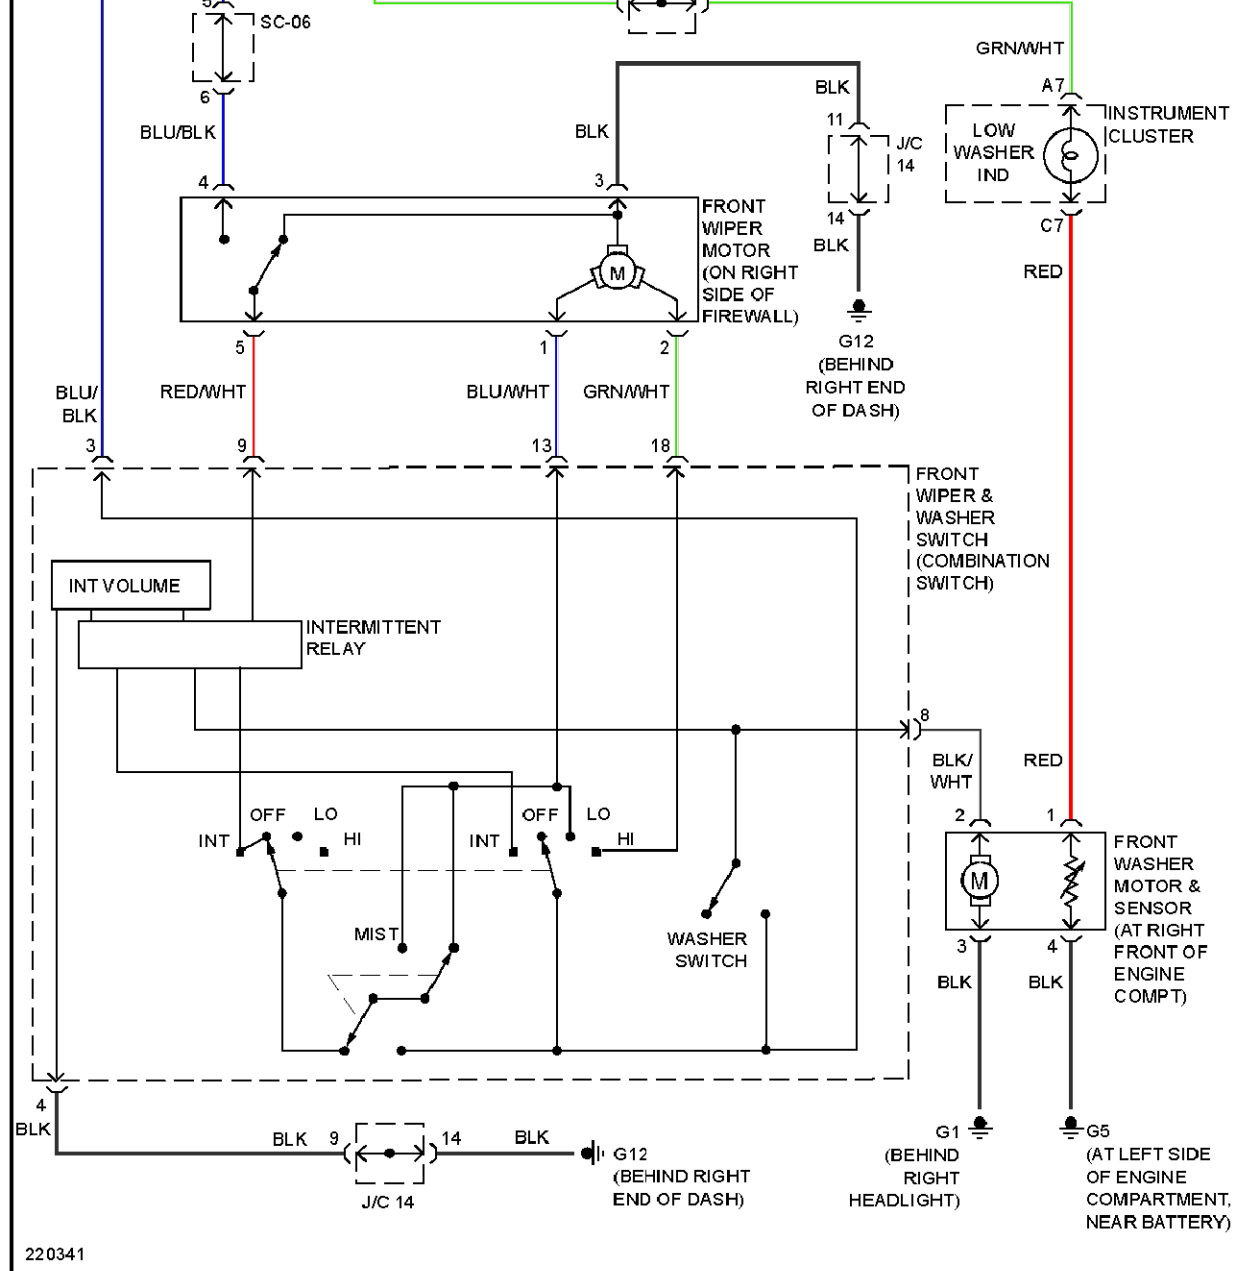 5
SC-06
6
BLU/BLK
4
GRN/WHT
A7
INSTRUMENT
CLUSTER
LOW
WASHER
IND
C7
RED
BLK
11
J/C
14
14
BLK
G12
(BEHIND
RIGHT END
OF DASH)
BLK
3
FRONT
WIPER
MOTOR
(ON RIGHT
SIDE OF
FIREWALL)
M
5
1
2
BLU/
BLK
RED/WHT
BLU/WHT
GRN/WHT
3
9
13
18
FRONT
WIPER &
WASHER
SWITCH
(COMBINATION
SWITCH)
INT VOLUME
INTERMITTENT
RELAY
8
BLK/
WHT
RED
INT
OFF
LO
HI
INT
OFF
LO
HI
MIST
WASHER
SWITCH
2
1
M
FRONT
WASHER
MOTOR &
SENSOR
(AT RIGHT
FRONT OF
ENGINE
COMPT)
3
4
BLK
BLK
4
BLK
BLK
9
14
BLK
J/C 14
G12
(BEHIND RIGHT
END OF DASH)
G1
(BEHIND
RIGHT
HEADLIGHT)
G5
(AT LEFT SIDE
OF ENGINE
COMPARTMENT,
NEAR BATTERY)
220341